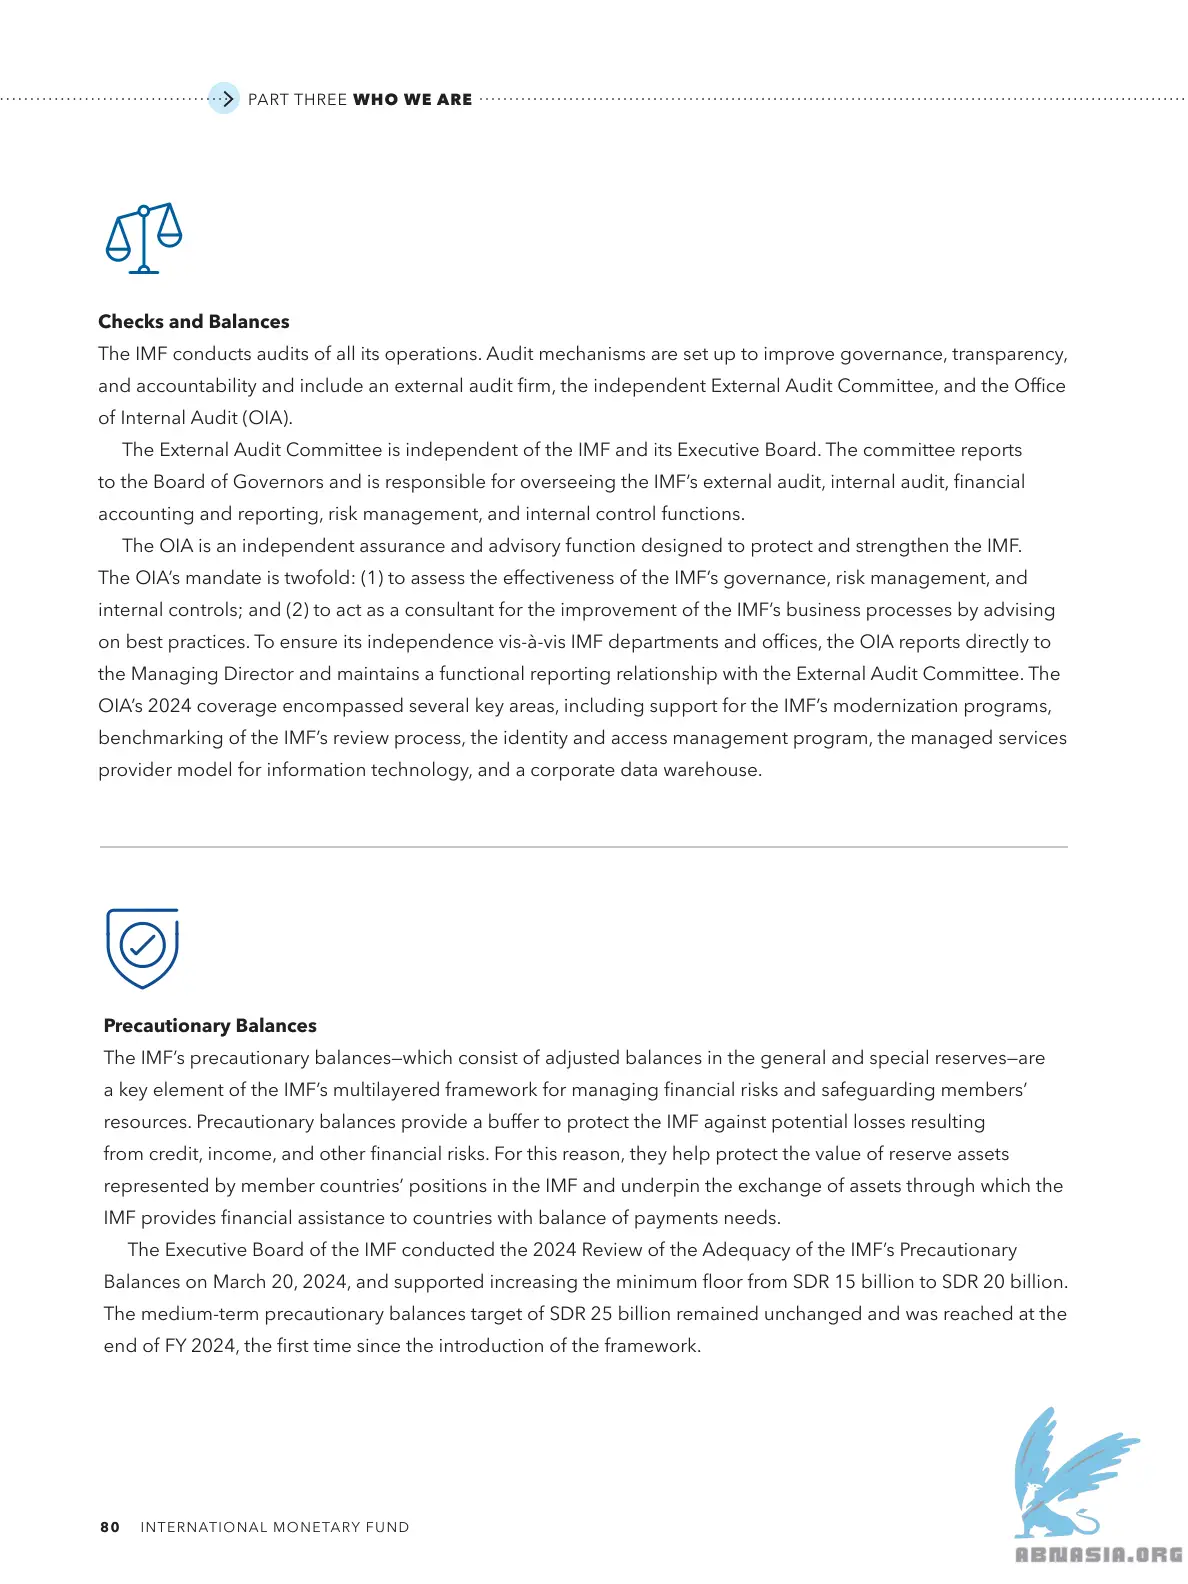 PART THREE WHO WE ARE
Checks and Balances
The IMF conducts audits of all its operations. Audit mechanisms are set up to improve governance, transparency,
and accountability and include an external audit firm, the independent External Audit Committee, and the Office
of Internal Audit (OIA).
The External Audit Committee is independent of the IMF and its Executive Board. The committee reports
to the Board of Governors and is responsible for overseeing the IMF’s external audit, internal audit, financial
accounting and reporting, risk management, and internal control functions.
The OIA is an independent assurance and advisory function designed to protect and strengthen the IMF.
The OIA’s mandate is twofold: (1) to assess the effectiveness of the IMF’s governance, risk management, and
internal controls; and (2) to act as a consultant for the improvement of the IMF’s business processes by advising
on best practices. To ensure its independence vis-à-vis IMF departments and offices, the OIA reports directly to
the Managing Director and maintains a functional reporting relationship with the External Audit Committee. The
OIA’s 2024 coverage encompassed several key areas, including support for the IMF’s modernization programs,
benchmarking of the IMF’s review process, the identity and access management program, the managed services
provider model for information technology, and a corporate data warehouse.
Precautionary Balances
The IMF’s precautionary balances—which consist of adjusted balances in the general and special reserves—are
a key element of the IMF’s multilayered framework for managing financial risks and safeguarding members’
resources. Precautionary balances provide a buffer to protect the IMF against potential losses resulting
from credit, income, and other financial risks. For this reason, they help protect the value of reserve assets
represented by member countries’ positions in the IMF and underpin the exchange of assets through which the
IMF provides financial assistance to countries with balance of payments needs.
The Executive Board of the IMF conducted the 2024 Review of the Adequacy of the IMF’s Precautionary
Balances on March 20, 2024, and supported increasing the minimum floor from SDR 15 billion to SDR 20 billion.
The medium-term precautionary balances target of SDR 25 billion remained unchanged and was reached at the
end of FY 2024, the first time since the introduction of the framework.
80 INTERNATIONAL MONETARY FUND
ABNASIA.ORG